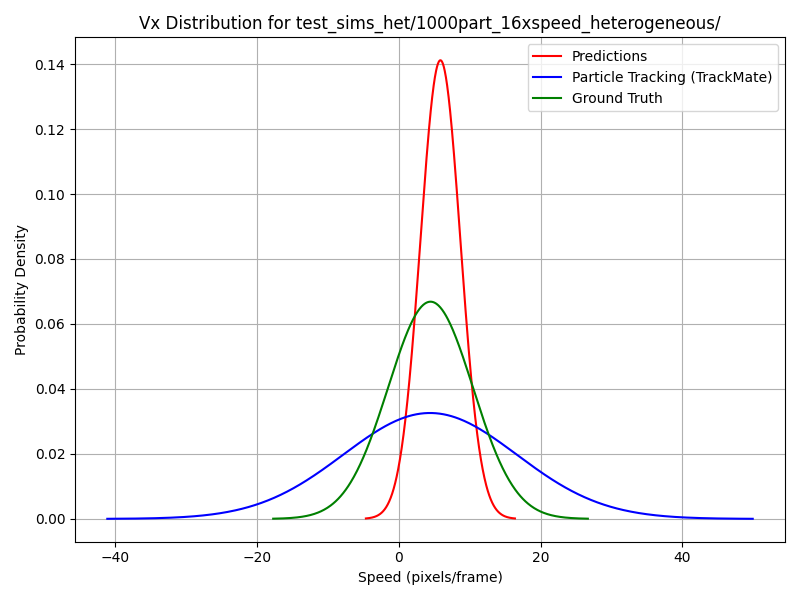 Vx Distribution for test_sims_het/1000part_16xspeed_heterogeneous/
Predictions
Particle Tracking (TrackMate)
Ground Truth
Probability Density
0.14
0.12
0.10
0.08
0.06
0.04
0.02
0.00
−40
−20
0
20
40
Speed (pixels/frame)